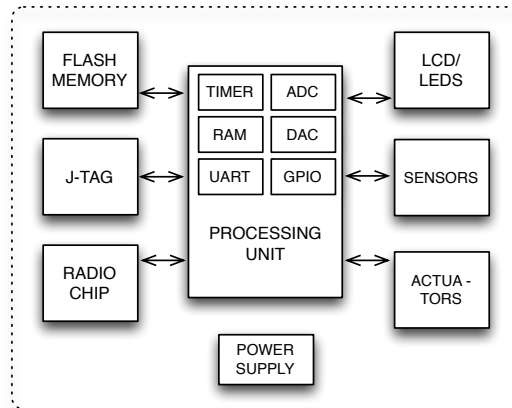 FLASH
MEMORY
J-TAG
RADIO
CHIP
TIMER
ADC
RAM
DAC
UART
GPIO
PROCESSING
UNIT
LCD/
LEDS
SENSORS
ACTUA -
TORS
POWER
SUPPLY